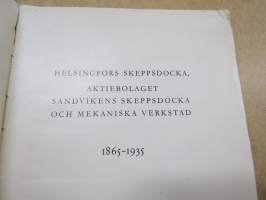 HELSINGFORS SKEPPSDOCKA,
AKTIEBOLAGET
SANDVIKENS SKEPPSDOCKA
OCH MEKANISKA VERKSTAD
1865-1935